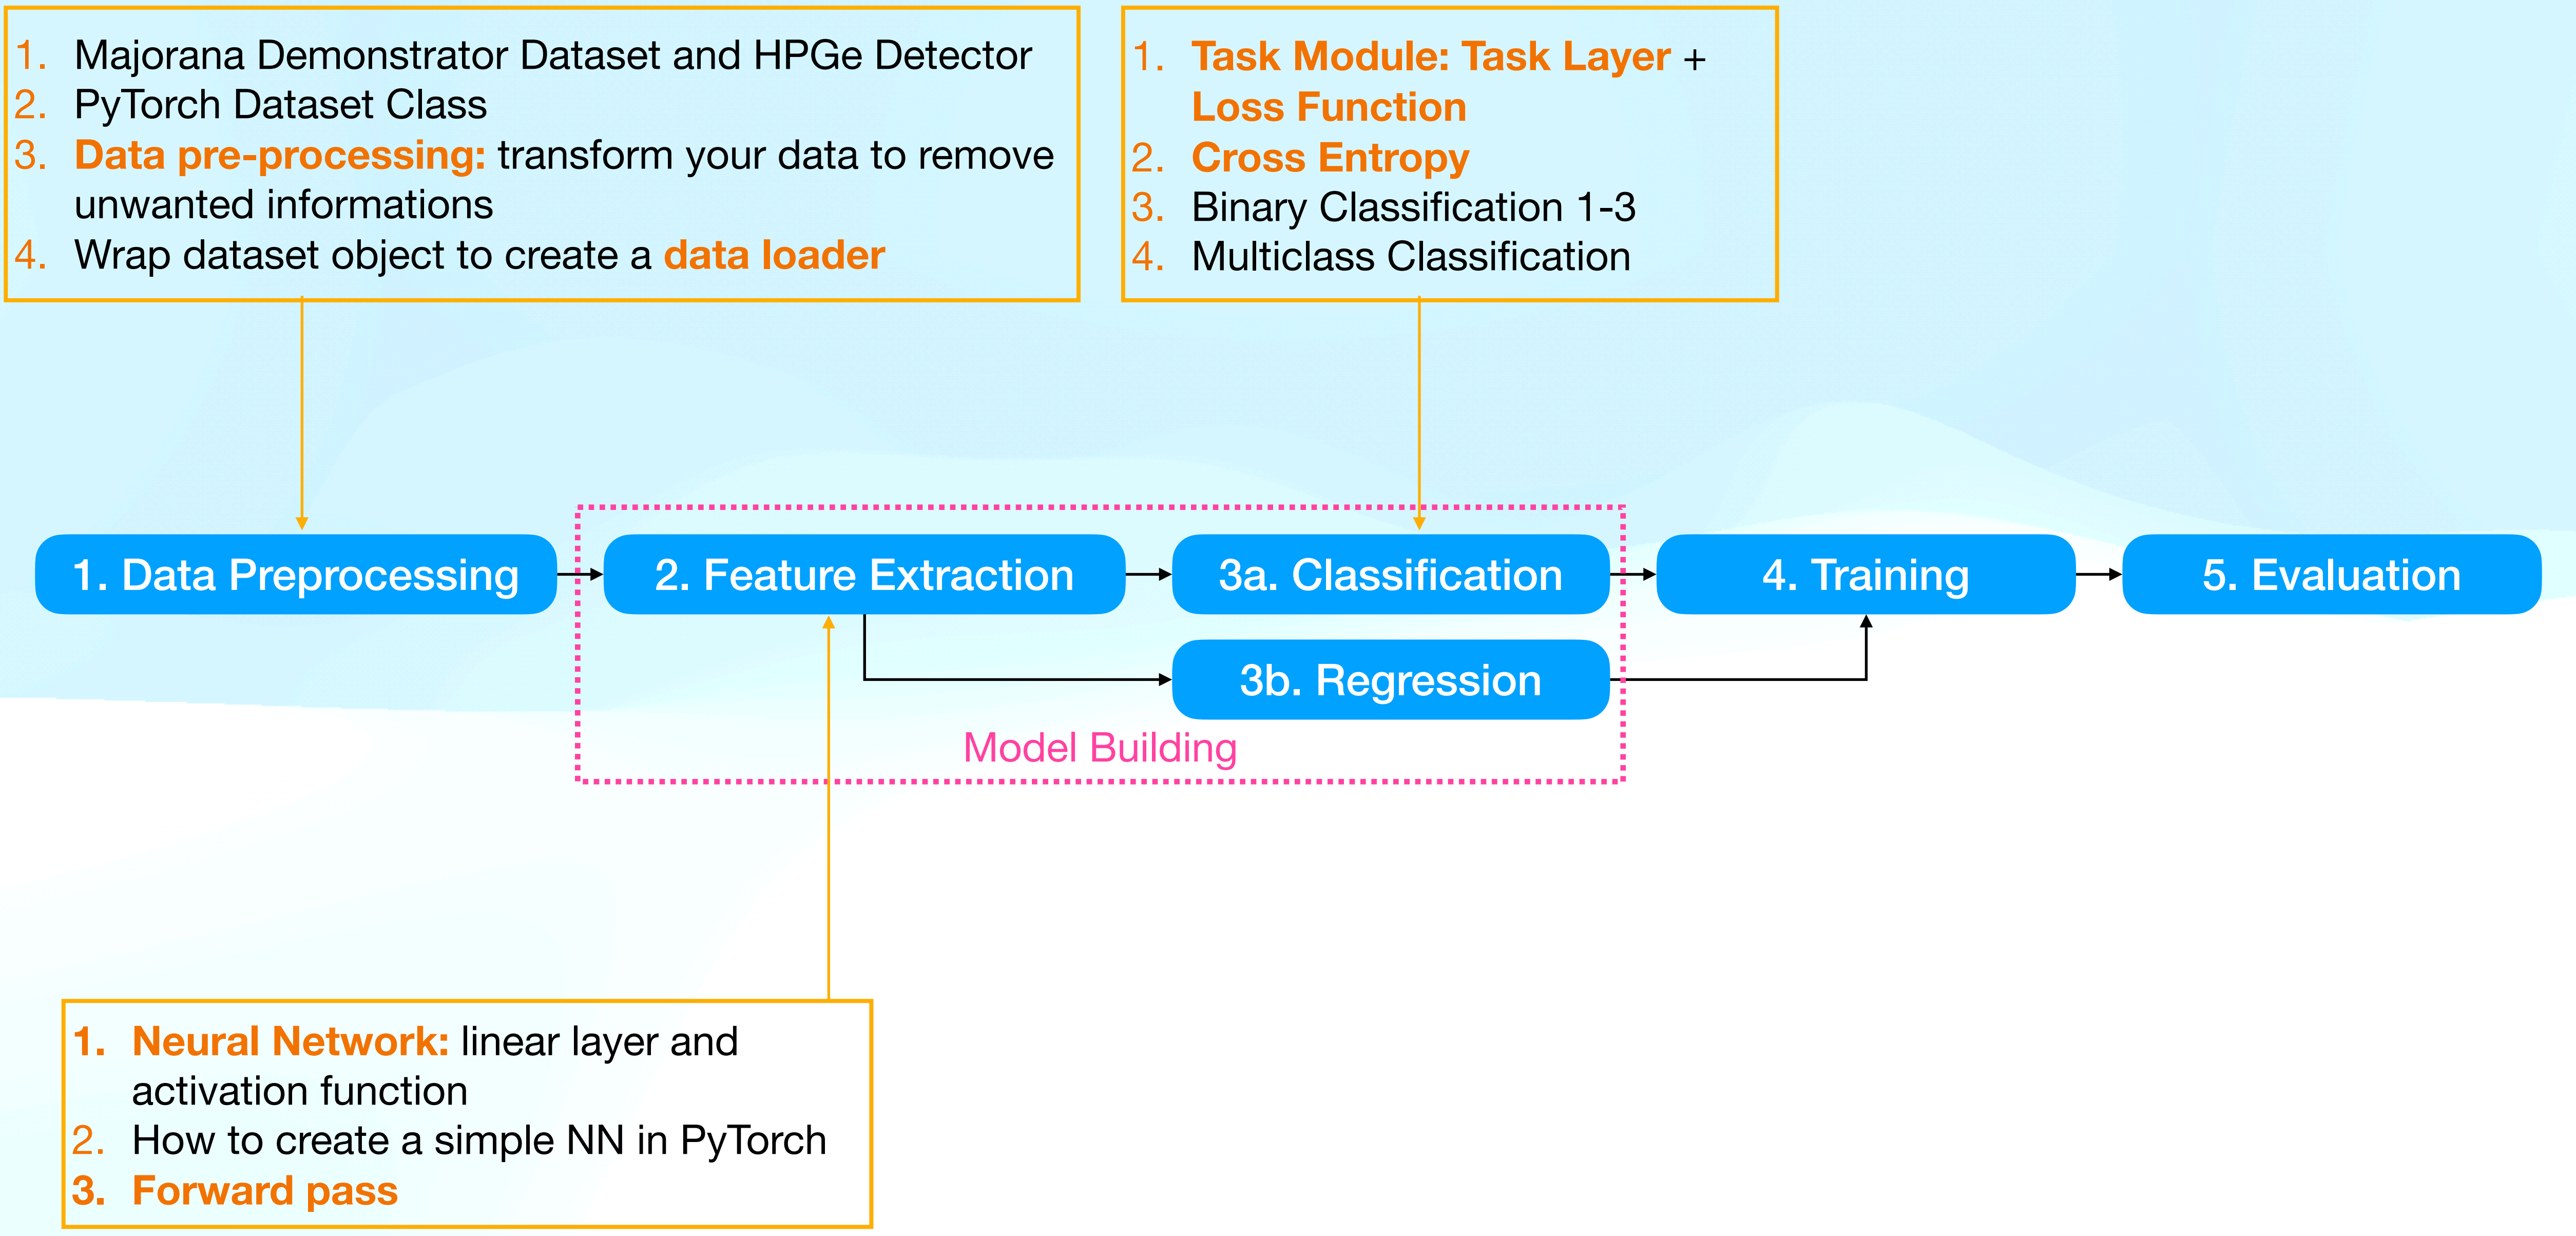 1. Majorana Demonstrator Dataset and HPGe Detector
2. PyTorch Dataset Class
3. Data pre-processing: transform your data to remove
unwanted informations
4. Wrap dataset object to create a data loader
1. Task Module: Task Layer +
Loss Function
2. Cross Entropy
3. Binary Classification 1-3
4. Multiclass Classification
1. Data Preprocessing
2. Feature Extraction
3a. Classification
4. Training
5. Evaluation
3b. Regression
Model Building
1. Neural Network: linear layer and
activation function
2. How to create a simple NN in PyTorch
3. Forward pass